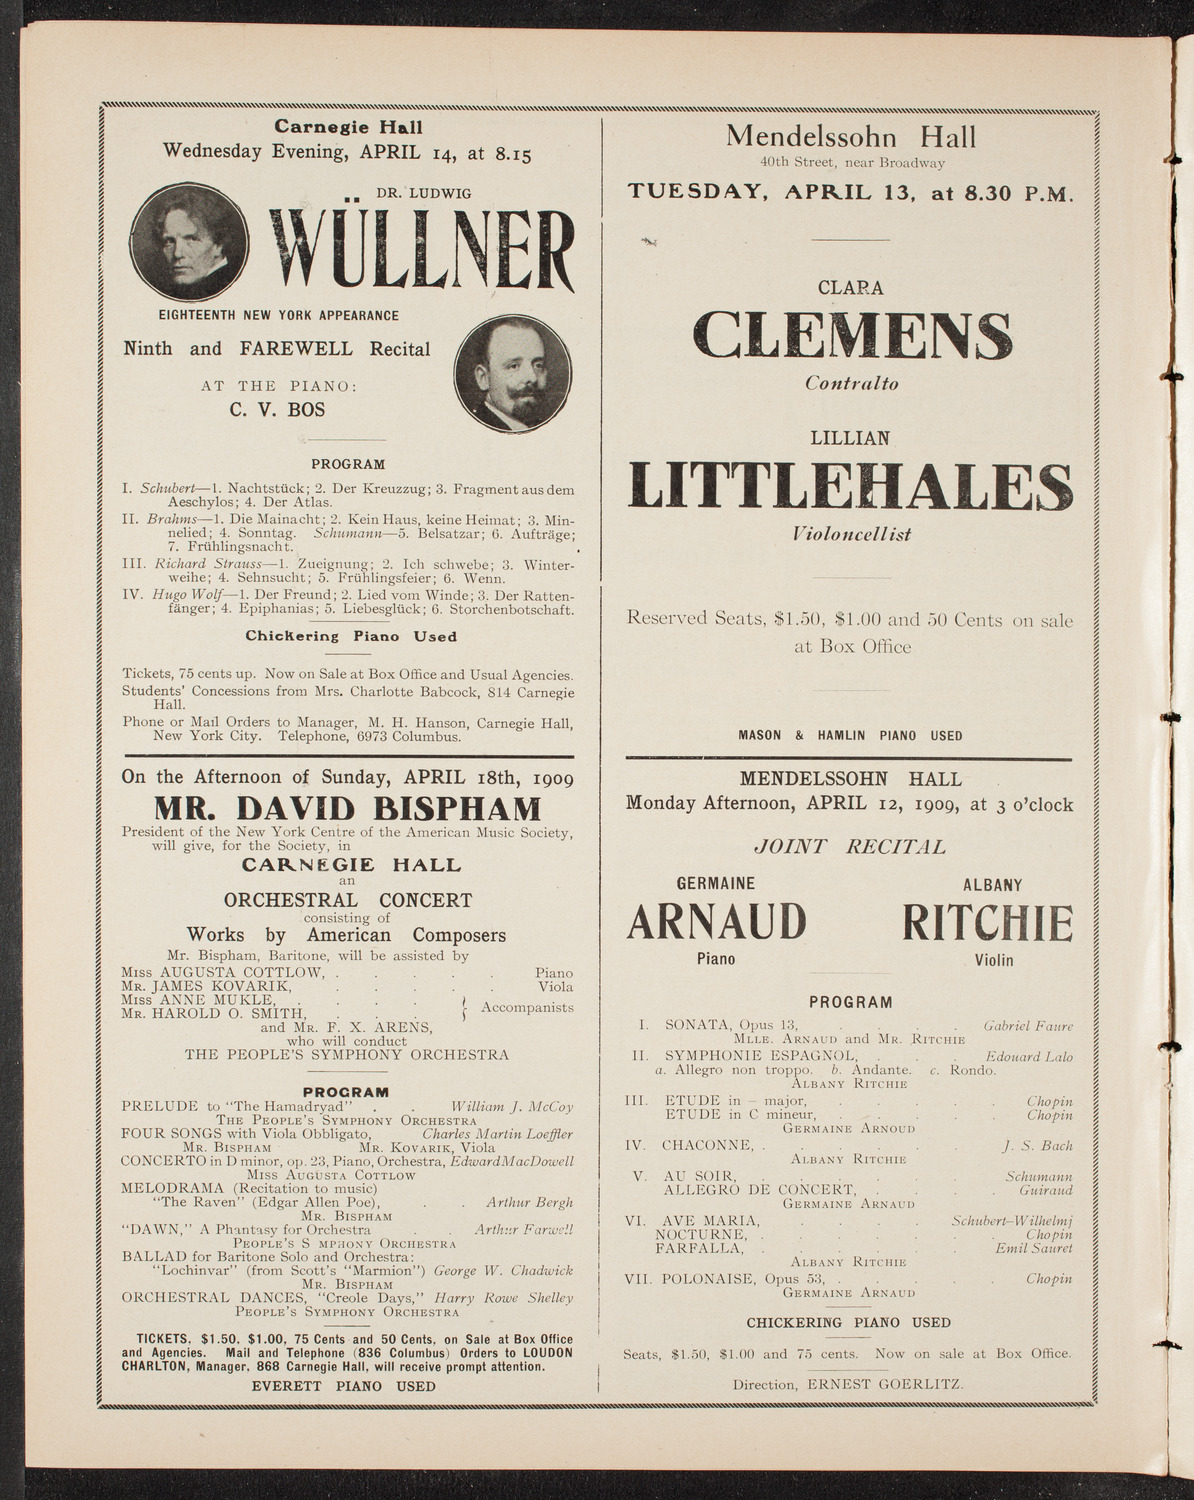 Carnegie Hall
Wednesday Evening, APRIL 14, at 8.15
DR. LUDWIG
WÜLLNER
EIGHTEENTH NEW YORK APPEARANCE
Ninth and FAREWELL Recital
AT THE PIANO:
C. V. BOS
PROGRAM
I. Schubert—1. Nachtstück; 2. Der Kreuzzug; 3. Fragment aus dem
Aeschylos; 4. Der Atlas.
II. Brahms—1. Die Mainacht; 2. Kein Haus, keine Heimat; 3. Min-
nelied; 4. Sonntag. Schumann—5. Belsatzar; 6. Aufträge;
7. Frühlingsnacht.
III. Richard Strauss—1. Zueignung; 2. Ich schwebe; 3. Winter-
weihe; 4. Sehnsucht; 5. Frühlingsfeier; 6. Wenn.
IV. Hugo Wolf—1. Der Freund; 2. Lied vom Winde; 3. Der Ratten-
fänger; 4. Epiphanias; 5. Liebesglück; 6. Storchenbotschaft.
Chickering Piano Used
Tickets, 75 cents up. Now on Sale at Box Office and Usual Agencies.
Students' Concessions from Mrs. Charlotte Babcock, 814 Carnegie
Hall.
Phone or Mail Orders to Manager, M. H. Hanson, Carnegie Hall,
New York City. Telephone, 6973 Columbus.
On the Afternoon of Sunday, APRIL 18th, 1909
MR. DAVID BISPHAM
President of the New York Centre of the American Music Society,
will give, for the Society, in
CARNEGIE HALL
an
ORCHESTRAL CONCERT
consisting of
Works by American Composers
Mr. Bispham, Baritone, will be assisted by
Miss AUGUSTA COTTLOW, . . . . . Piano
Mr. JAMES KOVARIK, . . . . . Viola
Miss ANNE MUKLE, . . . . } Accompanists
Mr. HAROLD O. SMITH, . . . }
and Mr. F. X. ARENS,
who will conduct
THE PEOPLE'S SYMPHONY ORCHESTRA
PROGRAM
PRELUDE to "The Hamadryad" . . William J. McCoy
The People's Symphony Orchestra
FOUR SONGS with Viola Obbligato, Charles Martin Loeffler
Mr. Bispham Mr. Kovarik, Viola
CONCERTO in D minor, op. 23, Piano, Orchestra, Edward MacDowell
Miss Augusta Cottlow
MELODRAMA (Recitation to music)
"The Raven" (Edgar Allen Poe), . . Arthur Bergh
Mr. Bispham
"DAWN," A Phantasy for Orchestra . . Arthur Farwell
People's S mphony Orchestra
BALLAD for Baritone Solo and Orchestra:
"Lochinvar" (from Scott's "Marmion") George W. Chadwick
Mr. Bispham
ORCHESTRAL DANCES, "Creole Days," Harry Rowe Shelley
People's Symphony Orchestra
TICKETS, $1.50, $1.00, 75 Cents and 50 Cents, on Sale at Box Office
and Agencies. Mail and Telephone (836 Columbus) Orders to LOUDON
CHARLTON, Manager, 868 Carnegie Hall, will receive prompt attention.
EVERETT PIANO USED
Mendelssohn Hall
40th Street, near Broadway
TUESDAY, APRIL 13, at 8.30 P.M.
CLARA
CLEMENS
Contralto
LILLIAN
LITTLEHALES
Violoncellist
Reserved Seats, $1.50, $1.00 and 50 Cents on sale
at Box Office
MASON & HAMLIN PIANO USED
MENDELSSOHN HALL
Monday Afternoon, APRIL 12, 1909, at 3 o'clock
JOINT RECITAL
GERMAINE ALBANY
ARNAUD RITCHIE
Piano Violin
PROGRAM
I. SONATA, Opus 13, . . . . Gabriel Faure
Mlle. Arnaud and Mr. Ritchie
II. SYMPHONIE ESPAGNOL, . . . Edouard Lalo
a. Allegro non troppo. b. Andante. c. Rondo.
Albany Ritchie
III. ETUDE in — major, . . . . . Chopin
ETUDE in C mineur, . . . . . Chopin
Germaine Arnoud
IV. CHACONNE, . . . . . . J. S. Bach
Albany Ritchie
V. AU SOIR, . . . . . . Schumann
ALLEGRO DE CONCERT, . . . . Guiraud
Germaine Arnaud
VI. AVE MARIA, . . . . Schubert-Wilhelmj
NOCTURNE, . . . . . . . Chopin
FARFALLA, . . . . . . Emil Sauret
Albany Ritchie
VII. POLONAISE, Opus 53, . . . . . Chopin
Germaine Arnaud
CHICKERING PIANO USED
Seats, $1.50, $1.00 and 75 cents. Now on sale at Box Office.
Direction, ERNEST GOERLITZ.